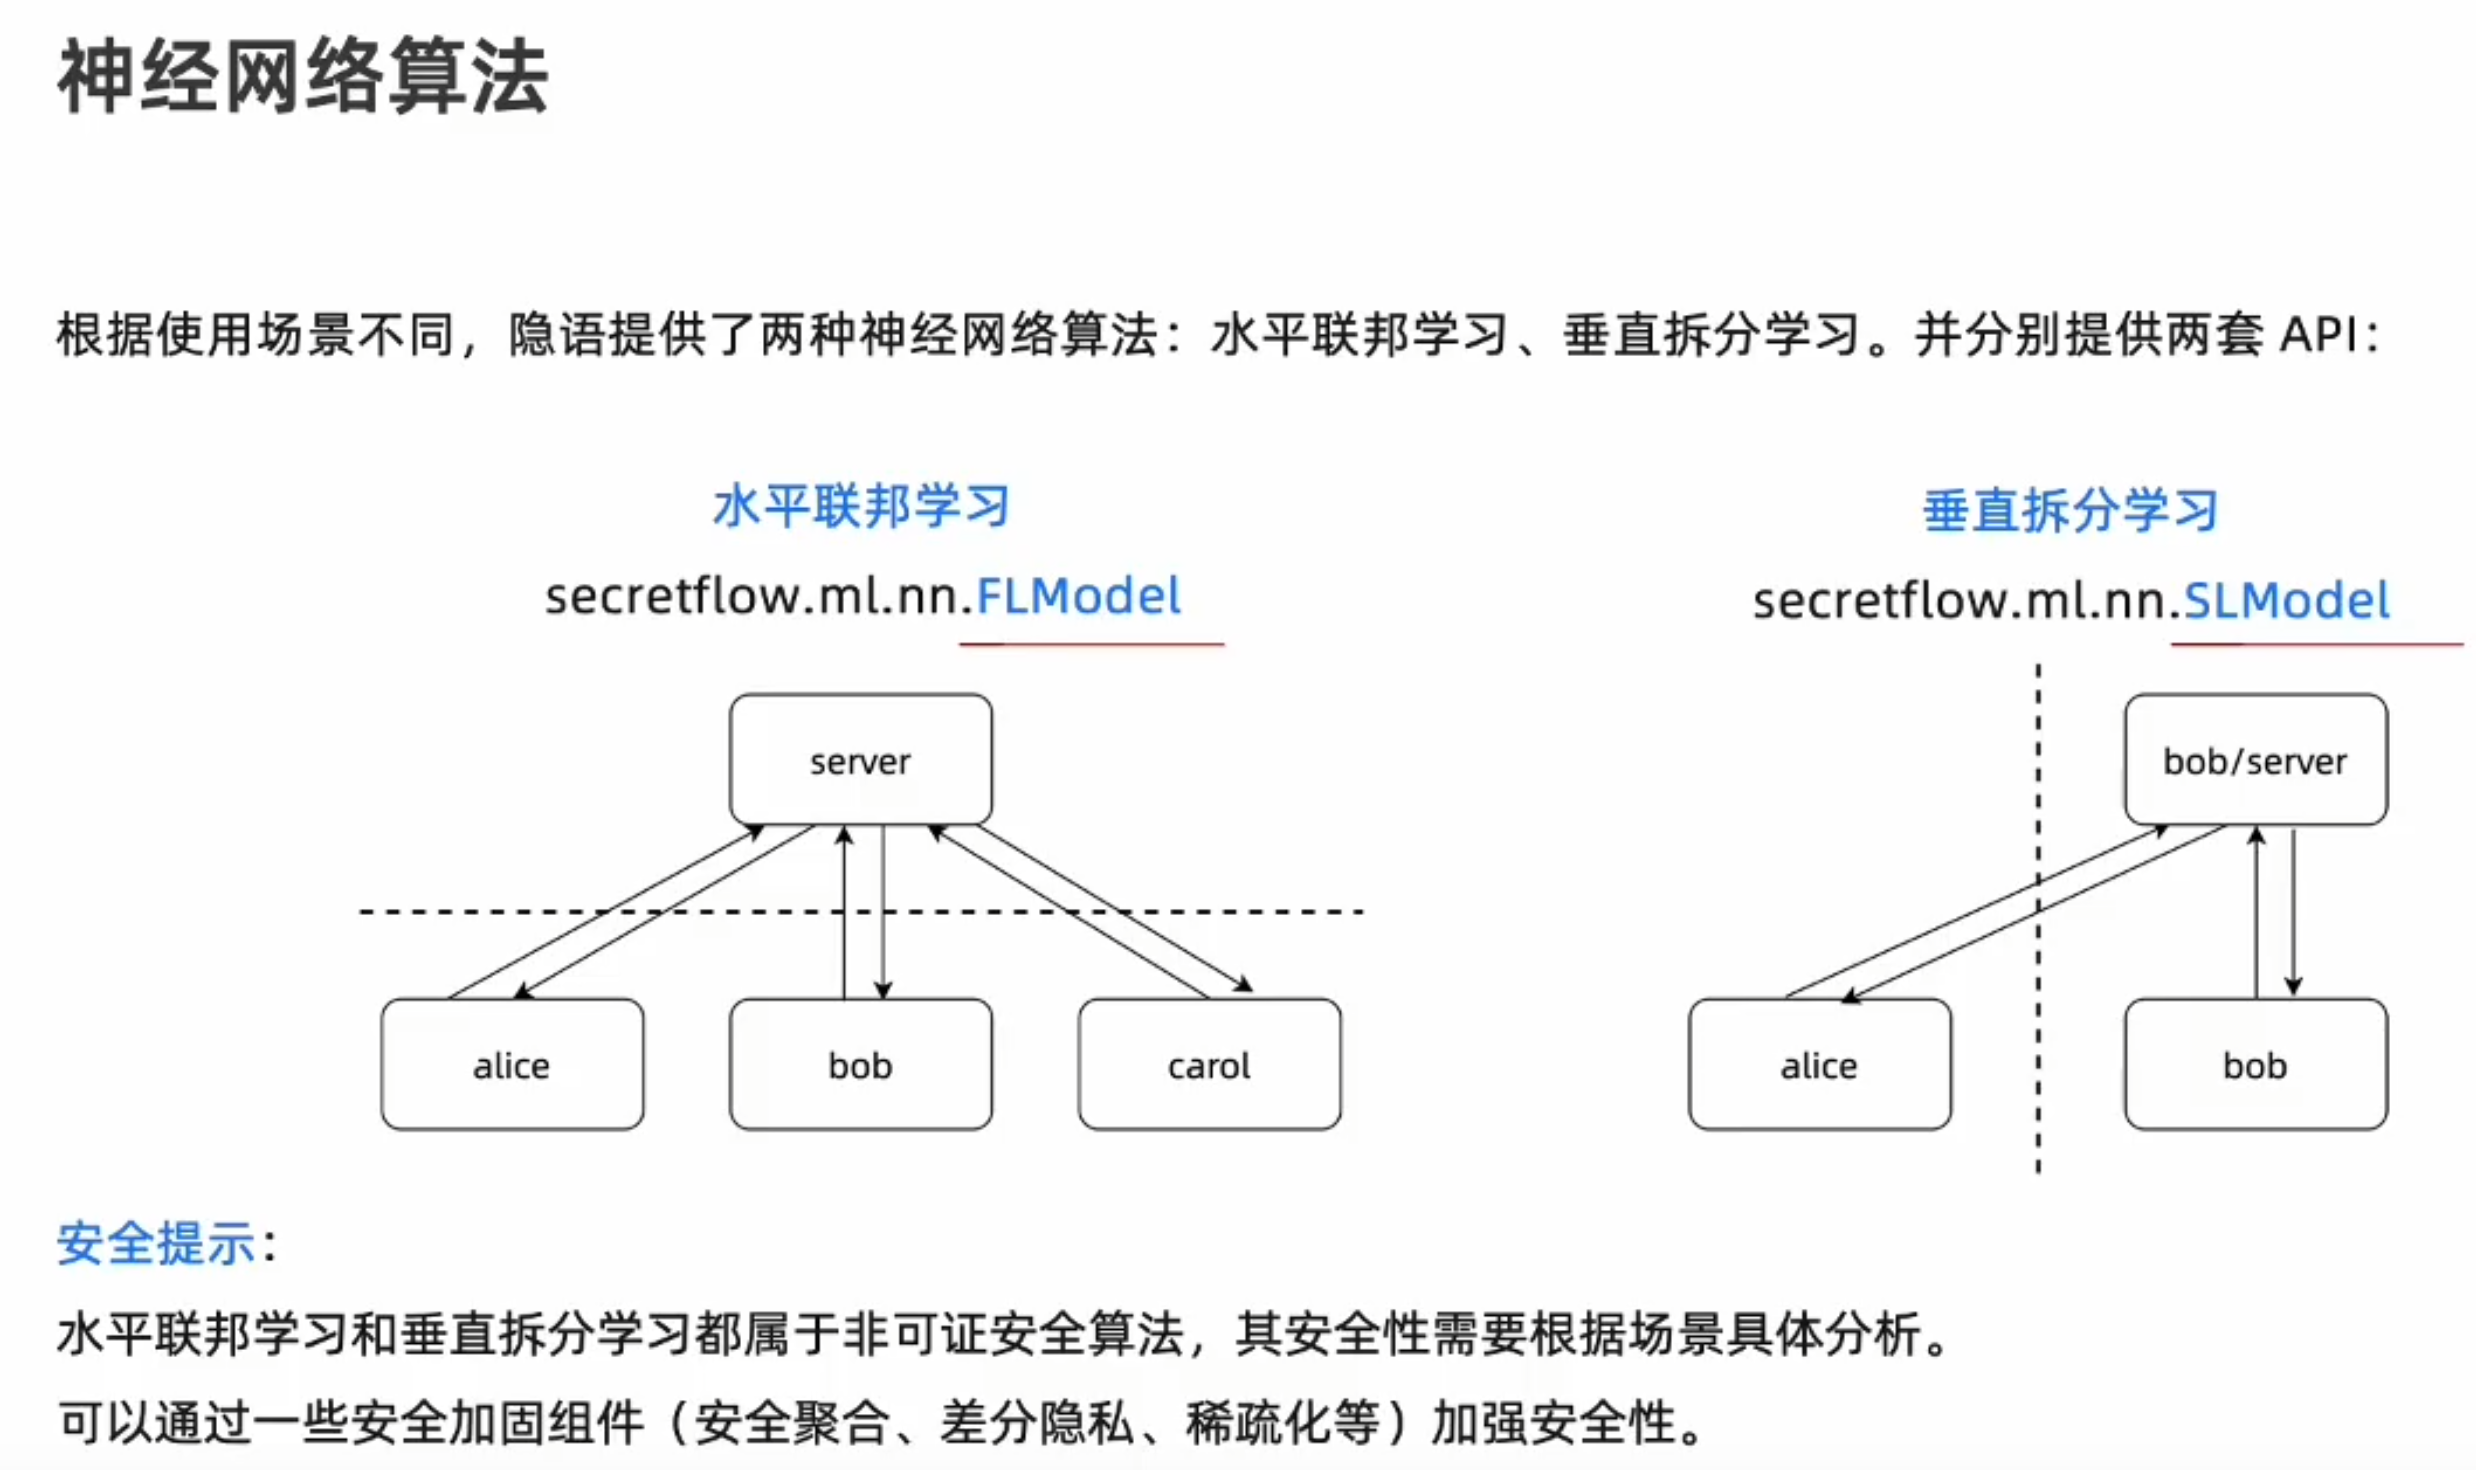 神经网络算法
根据使用场景不同，隐语提供了两种神经网络算法：水平联邦学习、垂直拆分学习。并分别提供两套 API：
水平联邦学习
secretflow.ml.nn.FLModel
server
alice
bob
carol
垂直拆分学习
secretflow.ml.nn.SLModel
bob/server
alice
bob
安全提示：
水平联邦学习和垂直拆分学习都属于非可证安全算法，其安全性需要根据场景具体分析。
可以通过一些安全加固组件（安全聚合、差分隐私、稀疏化等）加强安全性。